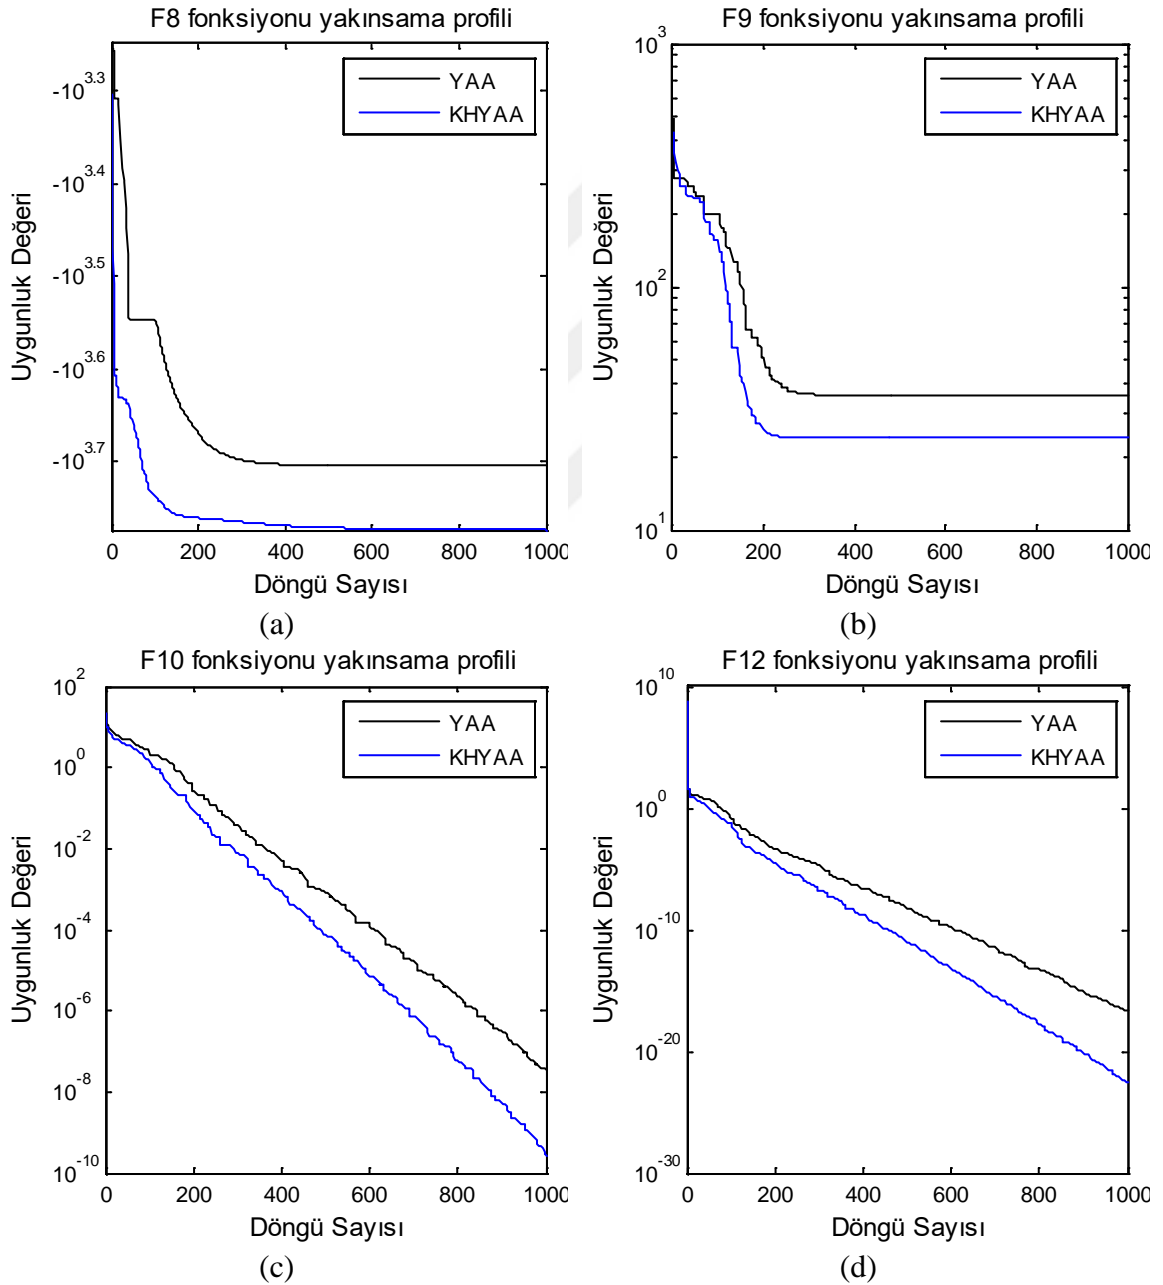 F8 fonksiyonu yakınsama profili
-10^3.3
-10^3.4
-10^3.5
-10^3.6
-10^3.7
Uygunluk Değeri
YAA
KHYAA
0 200 400 600 800 1000
Döngü Sayısı
(a)
F9 fonksiyonu yakınsama profili
10^3
10^2
10^1
Uygunluk Değeri
YAA
KHYAA
0 200 400 600 800 1000
Döngü Sayısı
(b)
F10 fonksiyonu yakınsama profili
10^2
10^0
10^-2
10^-4
10^-6
10^-8
10^-10
Uygunluk Değeri
YAA
KHYAA
0 200 400 600 800 1000
Döngü Sayısı
(c)
F12 fonksiyonu yakınsama profili
10^10
10^0
10^-10
10^-20
10^-30
Uygunluk Değeri
YAA
KHYAA
0 200 400 600 800 1000
Döngü Sayısı
(d)